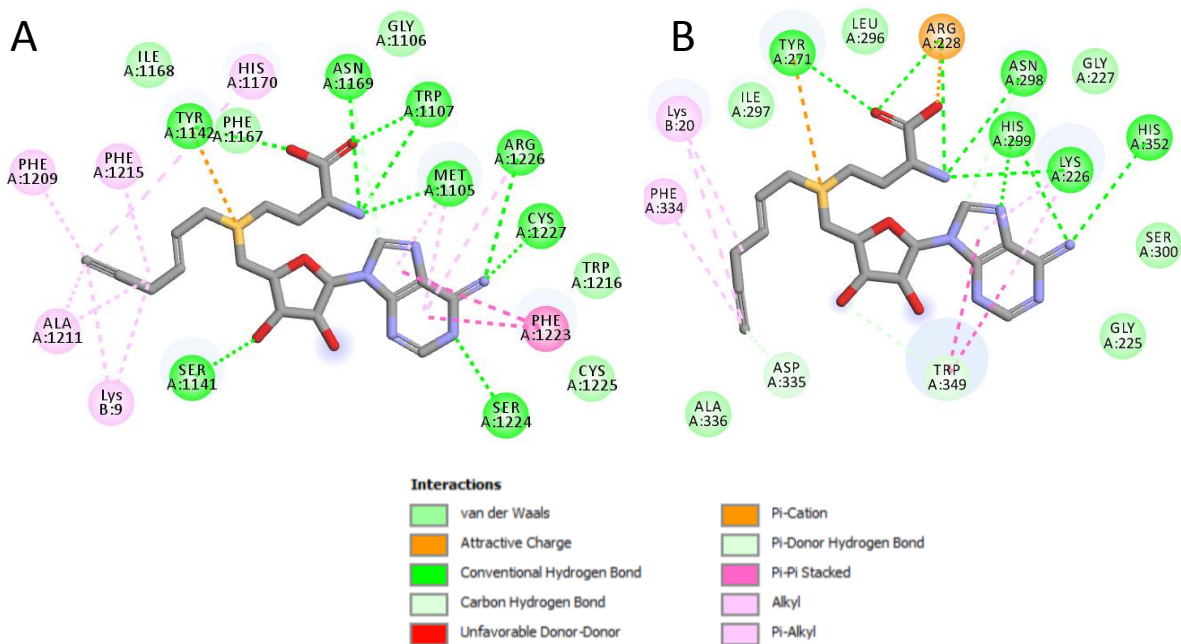 A
GLY
A:1106
ILE
A:1168
HIS
A:1170
ASN
A:1169
TRP
A:1107
TYR
A:1142
PHE
A:1167
ARG
A:1226
PHE
A:1209
PHE
A:1215
MET
A:1105
CYS
A:1227
TRP
A:1216
ALA
A:1211
PHE
A:1223
SER
A:1141
CYS
A:1225
Lys
B:9
SER
A:1224
B
LEU
A:296
ARG
A:228
TYR
A:271
ASN
A:298
GLY
A:227
ILE
A:297
Lys
B:20
HIS
A:299
HIS
A:352
LYS
A:226
PHE
A:334
SER
A:300
GLY
A:225
ASP
A:335
TRP
A:349
ALA
A:336
Interactions
van der Waals
Attractive Charge
Conventional Hydrogen Bond
Carbon Hydrogen Bond
Unfavorable Donor-Donor
Pi-Cation
Pi-Donor Hydrogen Bond
Pi-Pi Stacked
Alkyl
Pi-Alkyl